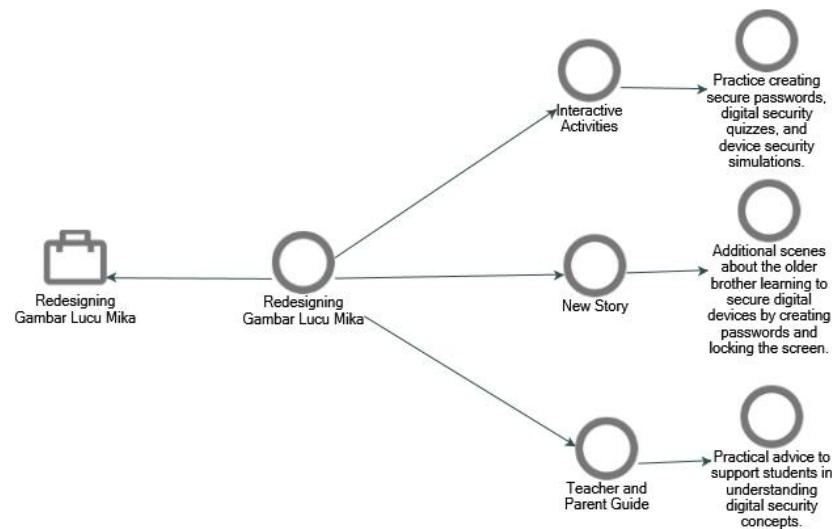 Interactive
Activities
Practice creating
secure passwords,
digital security
quizzes, and
device security
simulations.
Redesigning
Gambar Lucu Mika
Redesigning
Gambar Lucu Mika
New Story
Additional scenes
about the older
brother learning to
secure digital
devices by creating
passwords and
locking the screen.
Teacher and
Parent Guide
Practical advice to
support students in
understanding
digital security
concepts.